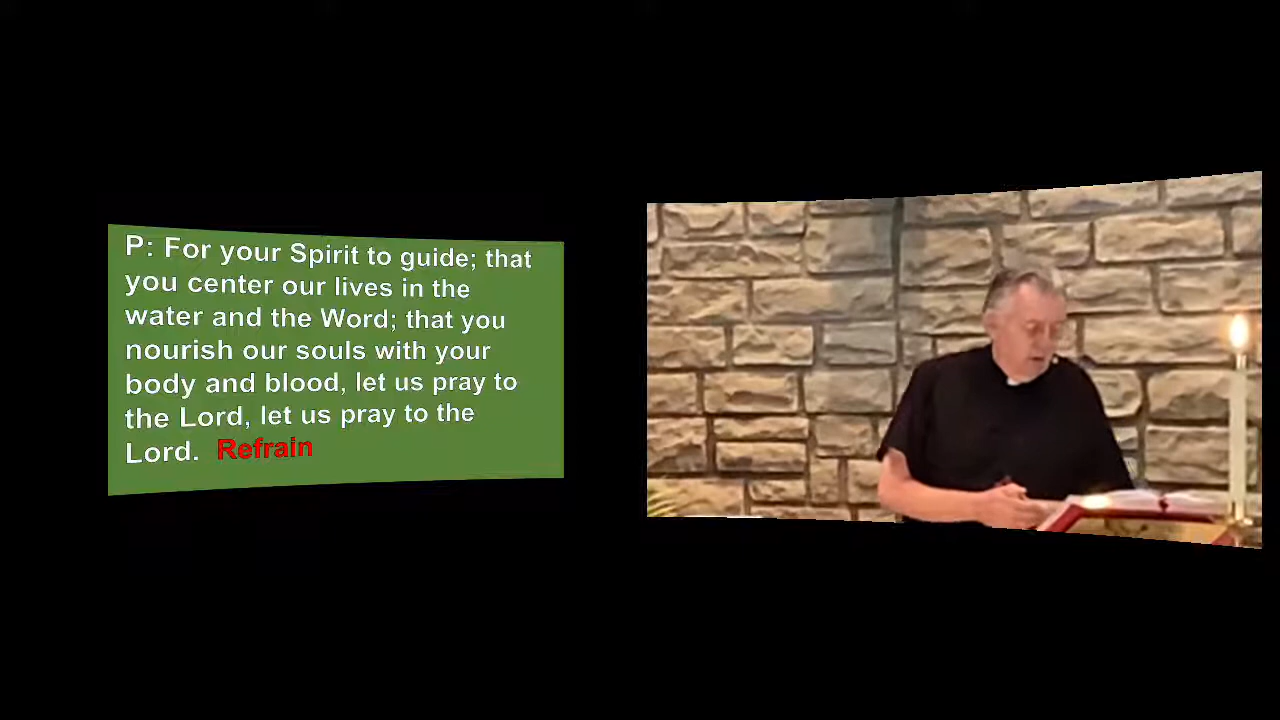 P: For your Spirit to guide; that
you center our lives in the
water and the Word; that you
nourish our souls with your
body and blood, let us pray to
the Lord, let us pray to the
Lord. Refrain